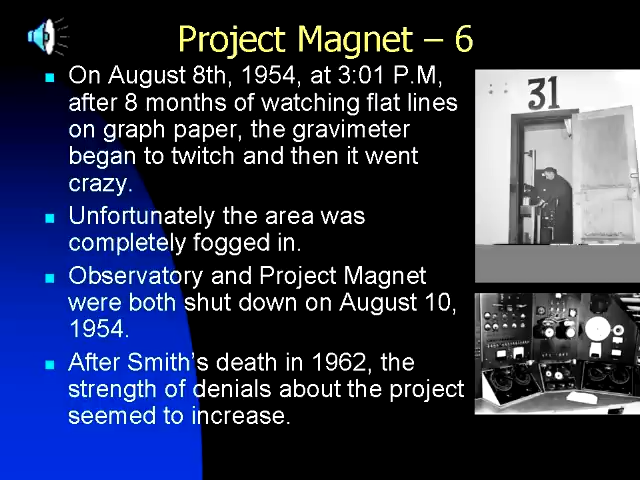 Project Magnet – 6
On August 8th, 1954, at 3:01 P.M,
after 8 months of watching flat lines
on graph paper, the gravimeter
began to twitch and then it went
crazy.
Unfortunately the area was
completely fogged in.
Observatory and Project Magnet
were both shut down on August 10,
1954.
After Smith's death in 1962, the
strength of denials about the project
seemed to increase.
31